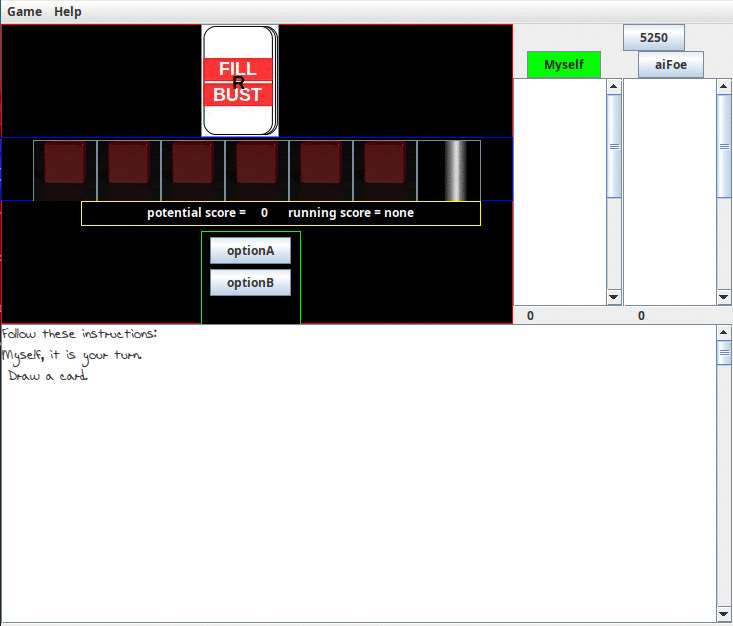 Game Help
5250
Myself aiFoe
FILL
R
BUST
potential score = 0 running score = none
optionA
optionB
0 0
Follow these instructions:
Myself, it is your turn.
Draw a card.